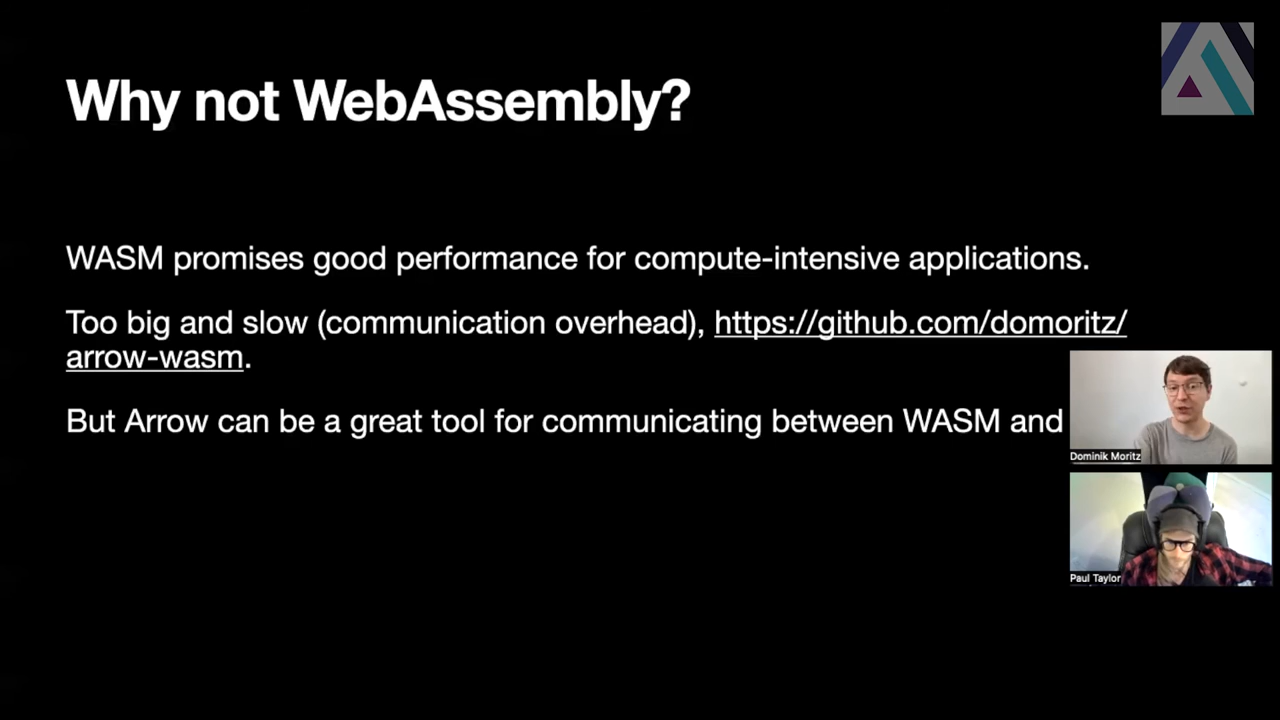 Why not WebAssembly?
WASM promises good performance for compute-intensive applications.
Too big and slow (communication overhead), https://github.com/domoritz/
arrow-wasm.
But Arrow can be a great tool for communicating between WASM and
Dominik Moritz
Paul Taylor